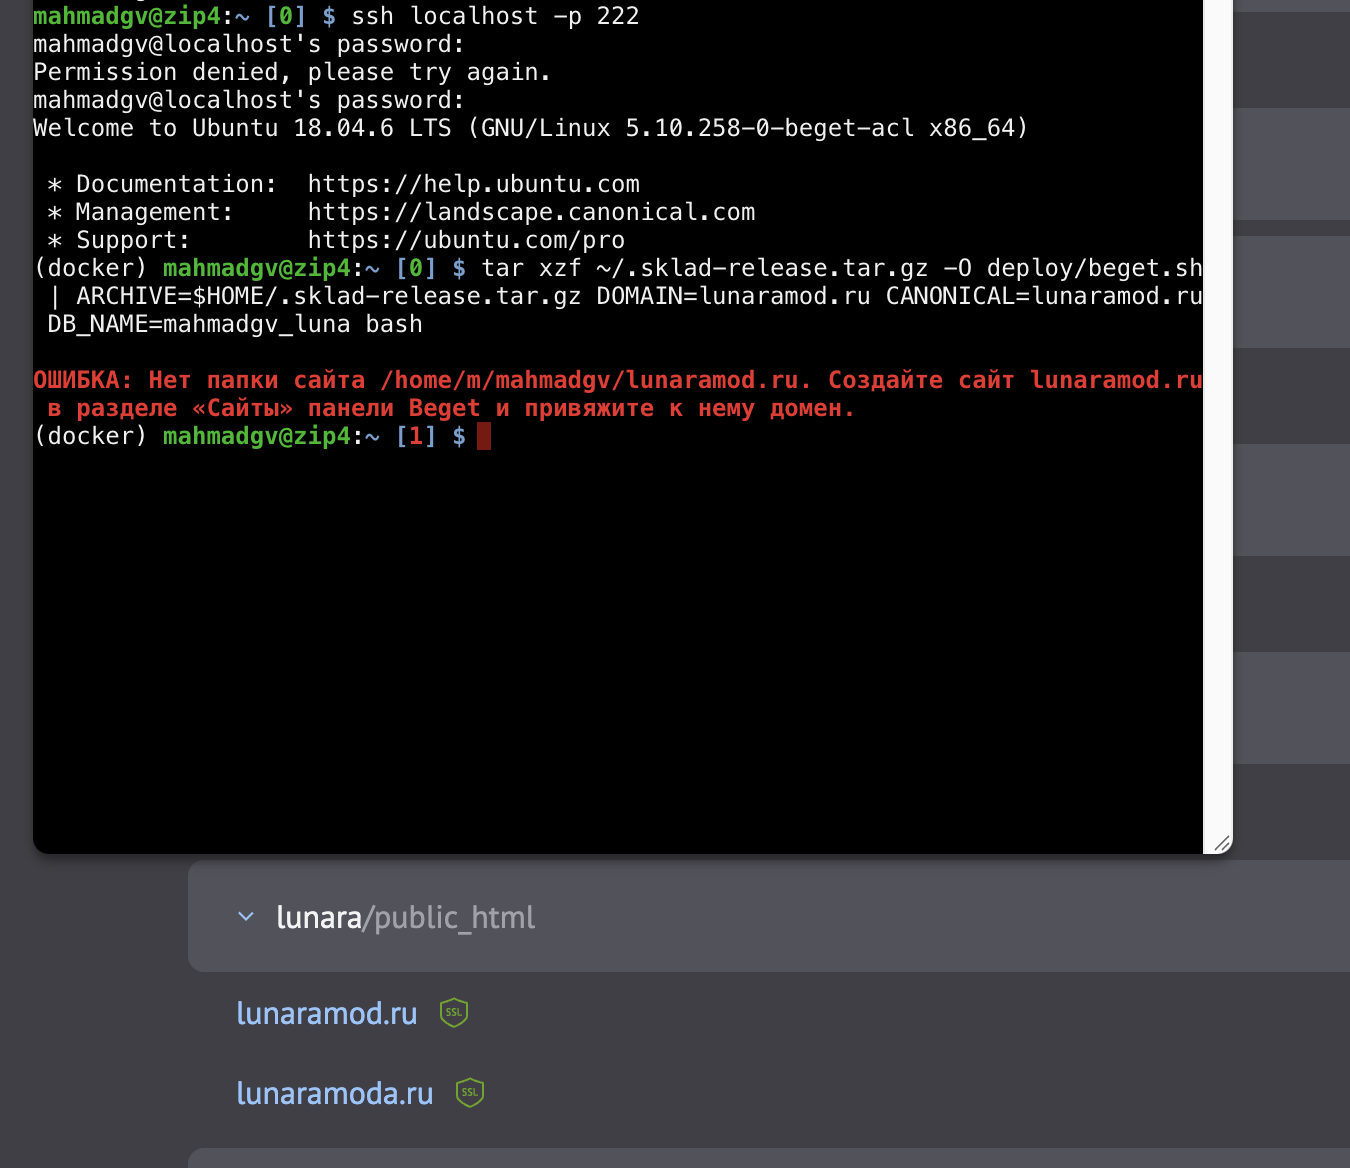 mahmadgv@zip4:~ [0] $ ssh localhost -p 222
mahmadgv@localhost's password:
Permission denied, please try again.
mahmadgv@localhost's password:
Welcome to Ubuntu 18.04.6 LTS (GNU/Linux 5.10.258-0-beget-acl x86_64)
* Documentation:  https://help.ubuntu.com
* Management:     https://landscape.canonical.com
* Support:        https://ubuntu.com/pro
(docker) mahmadgv@zip4:~ [0] $ tar xzf ~/.sklad-release.tar.gz -O deploy/beget.sh
| ARCHIVE=$HOME/.sklad-release.tar.gz DOMAIN=lunaramod.ru CANONICAL=lunaramod.ru
DB_NAME=mahmadgv_luna bash
ОШИБКА: Нет папки сайта /home/m/mahmadgv/lunaramod.ru. Создайте сайт lunaramod.ru
в разделе «Сайты» панели Beget и привяжите к нему домен.
(docker) mahmadgv@zip4:~ [1] $
lunara/public_html
lunaramod.ru SSL
lunaramoda.ru SSL